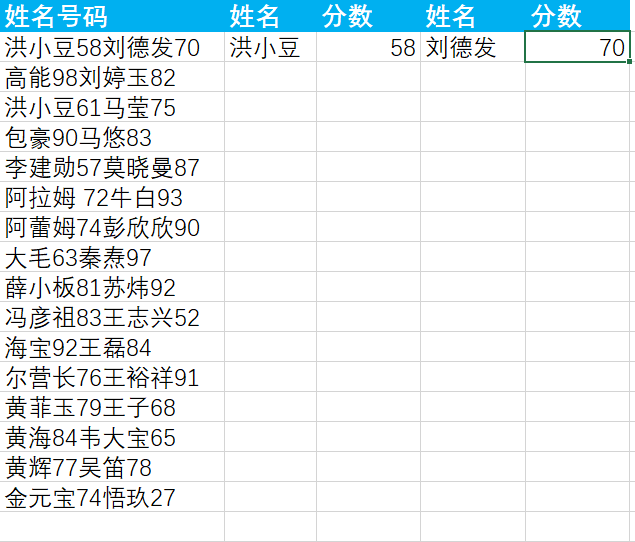 姓名号码 姓名 分数 姓名 分数
洪小豆58刘德发70 洪小豆 58 刘德发 70
高能98刘婷玉82
洪小豆61马莹75
包豪90马悠83
李建勋57莫晓曼87
阿拉姆 72牛白93
阿蕾姆74彭欣欣90
大毛63秦焘97
薛小板81苏炜92
冯彦祖83王志兴52
海宝92王磊84
尔营长76王裕祥91
黄菲玉79王子68
黄海84韦大宝65
黄辉77吴笛78
金元宝74悟玖27